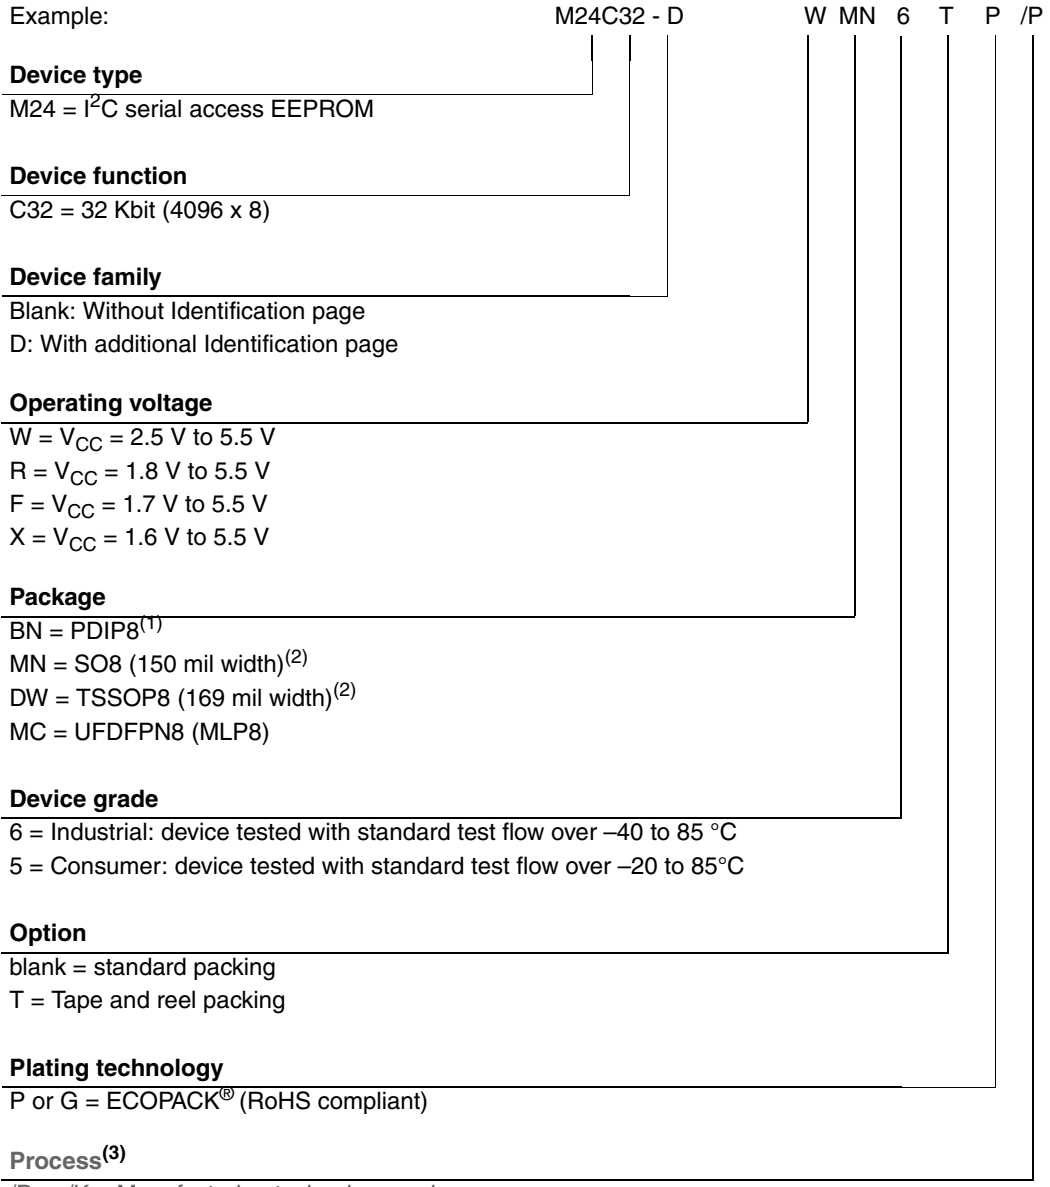 Example: M24C32 - D W MN 6 T P /P
Device type
M24 = I²C serial access EEPROM
Device function
C32 = 32 Kbit (4096 x 8)
Device family
Blank: Without Identification page
D: With additional Identification page
Operating voltage
W = VCC = 2.5 V to 5.5 V
R = VCC = 1.8 V to 5.5 V
F = VCC = 1.7 V to 5.5 V
X = VCC = 1.6 V to 5.5 V
Package
BN = PDIP8(1)
MN = SO8 (150 mil width)(2)
DW = TSSOP8 (169 mil width)(2)
MC = UFDFPN8 (MLP8)
Device grade
6 = Industrial: device tested with standard test flow over –40 to 85 °C
5 = Consumer: device tested with standard test flow over –20 to 85°C
Option
blank = standard packing
T = Tape and reel packing
Plating technology
P or G = ECOPACK® (RoHS compliant)
Process(3)